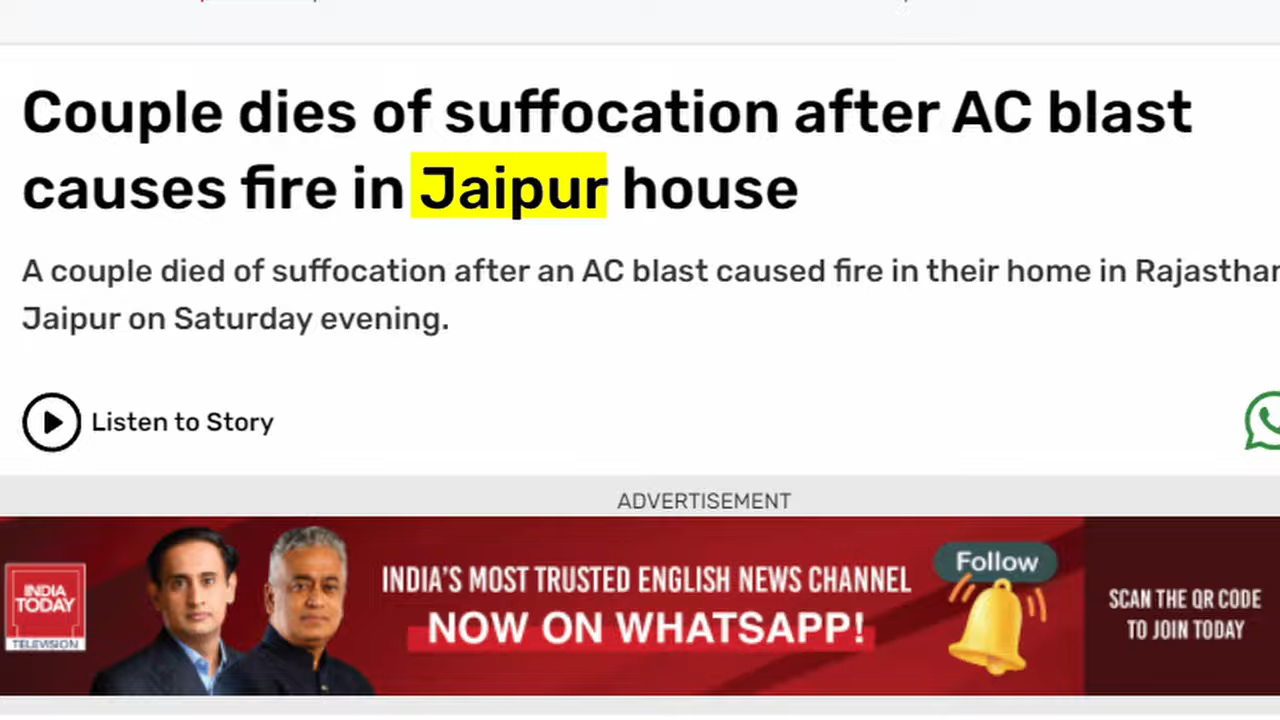 Couple dies of suffocation after AC blast
causes fire in Jaipur house
A couple died of suffocation after an AC blast caused fire in their home in
Jaipur on Saturday evening.
Listen to Story
ADVERTISEMENT
INDIA TODAY
TELEVISION
INDIA'S MOST TRUSTED ENGLISH NEWS CHANNEL
NOW ON WHATSAPP!
Follow
SCAN THE QR CODE
TO JOIN TODAY